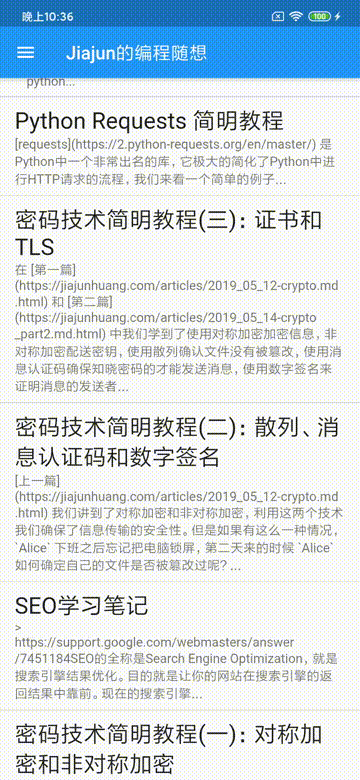 晚上10:36
100
Jiajun的编程随想
python...
Python Requests 简明教程
[requests](https://2.python-requests.org/en/master/) 是
Python中一个非常出名的库，它极大的简化了Python中进
行HTTP请求的流程，我们来看一个简单的例子...
密码技术简明教程(三)：证书和
TLS
在 [第一篇]
(https://jiajunhuang.com/articles/2019_05_12-crypto.md
.html) 和 [第二篇]
(https://jiajunhuang.com/articles/2019_05_14-crypto
_part2.md.html) 中我们学到了使用对称加密加密信息，非
对称加密配送密钥，使用散列确认文件没有被篡改，使用消
息认证码确保知晓密码的才能发送消息，使用数字签名来
证明消息的发送者...
密码技术简明教程(二)：散列、消
息认证码和数字签名
[上一篇]
(https://jiajunhuang.com/articles/2019_05_12-crypto.md
.html) 我们讲到了对称加密和非对称加密，利用这两个技术
我们确保了信息传输的安全性。但是如果有这么一种情况，
`Alice` 下班之后忘记把电脑锁屏，第二天来的时候 `Alice`
如何确定自己的文件是否被篡改过呢？...
SEO学习笔记
>
https://support.google.com/webmasters/answer
/7451184SEO的全称是Search Engine Optimization，就是
搜索引擎结果优化。目的就是让你的网站在搜索引擎的返
回结果中靠前。现在的搜索引擎...
密码技术简明教程(一)：对称加
密和非对称加密